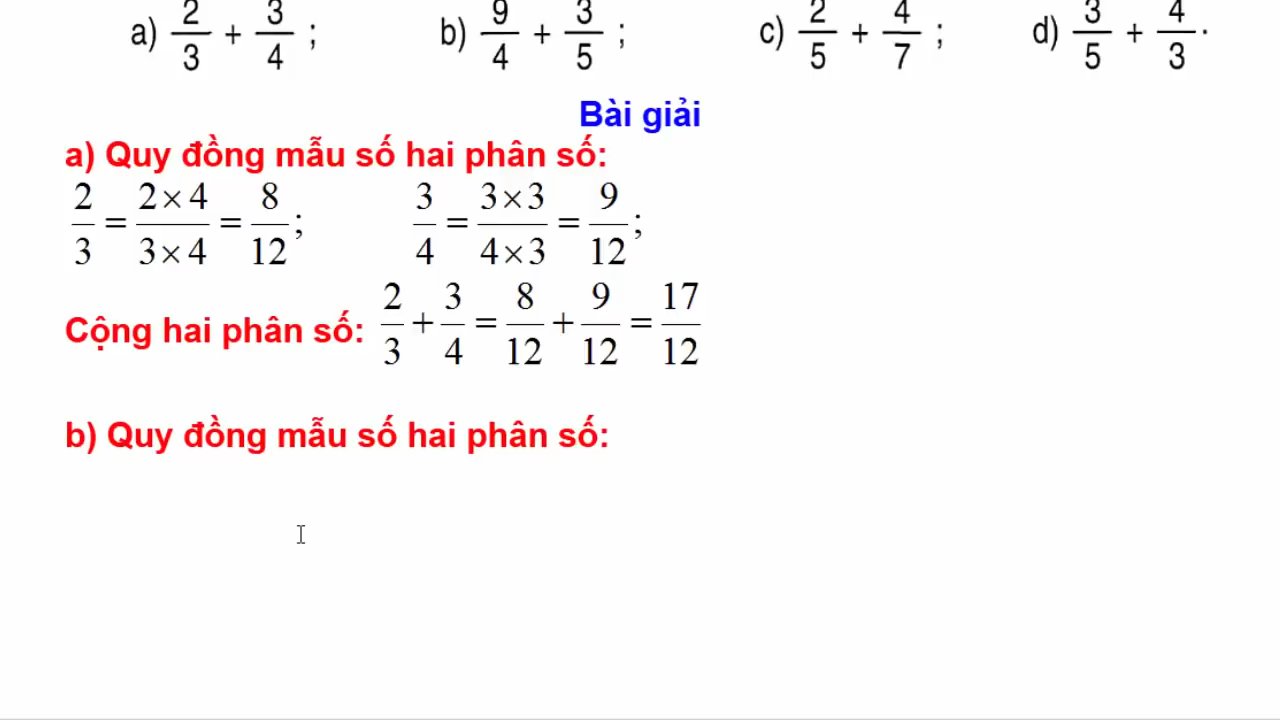 a) 2/3 + 3/4 ; b) 9/4 + 3/5 ; c) 2/5 + 4/7 ; d) 3/5 + 4/3 .
Bài giải
a) Quy đồng mẫu số hai phân số:
2/3 = 2×4/3×4 = 8/12; 3/4 = 3×3/4×3 = 9/12;
Cộng hai phân số: 2/3 + 3/4 = 8/12 + 9/12 = 17/12
b) Quy đồng mẫu số hai phân số: